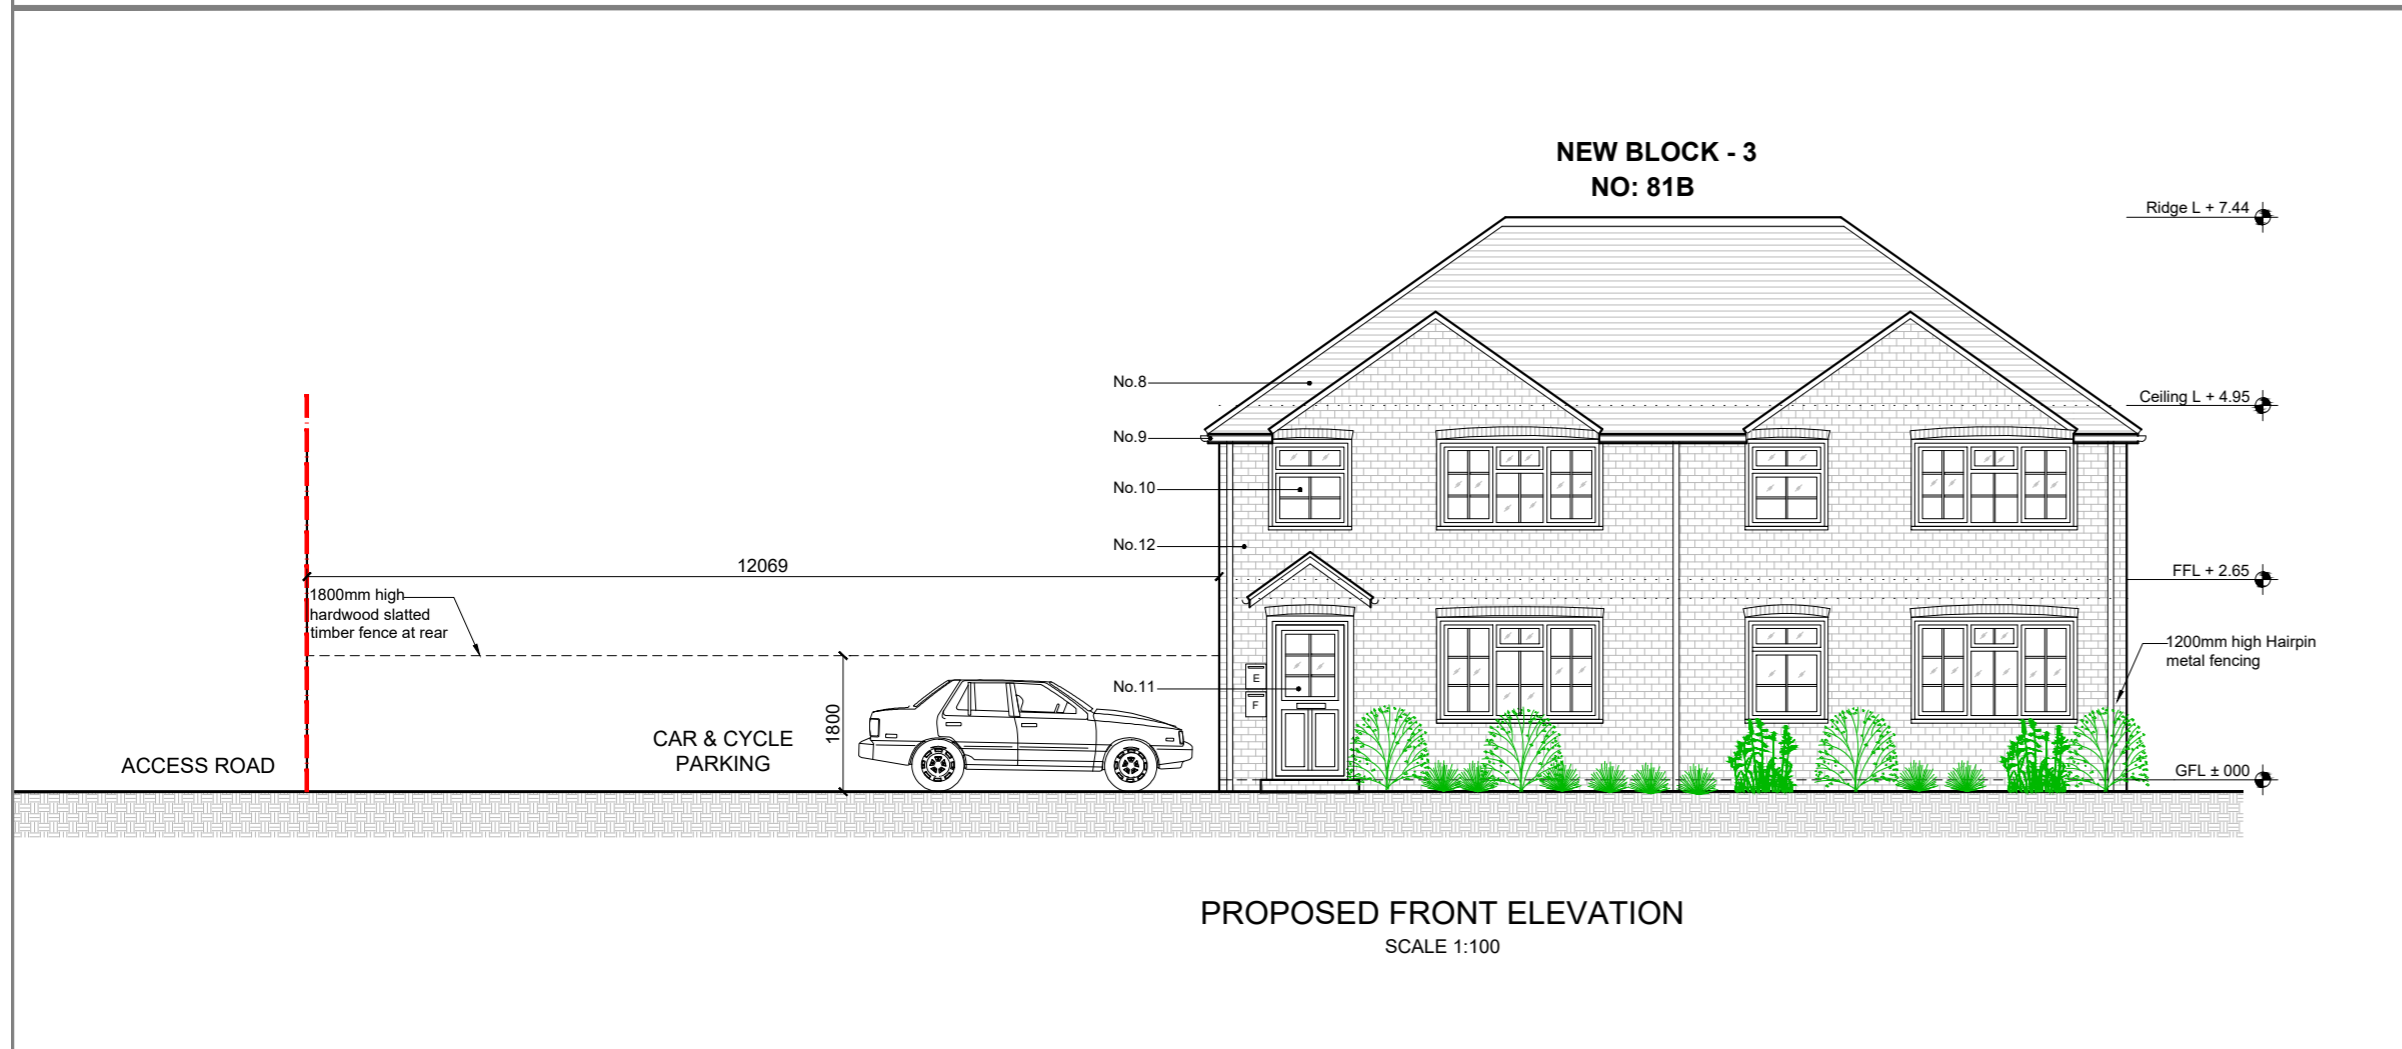 NEW BLOCK - 3
NO: 81B
Ridge L + 7.44
No.8
Ceiling L + 4.95
No.9
No.10
No.12
12069
FFL + 2.65
1800mm high
hardwood slatted
timber fence at rear
1200mm high Hairpin
metal fencing
E
No.11
F
1800
CAR & CYCLE
PARKING
ACCESS ROAD
GFL ± 000
PROPOSED FRONT ELEVATION
SCALE 1:100